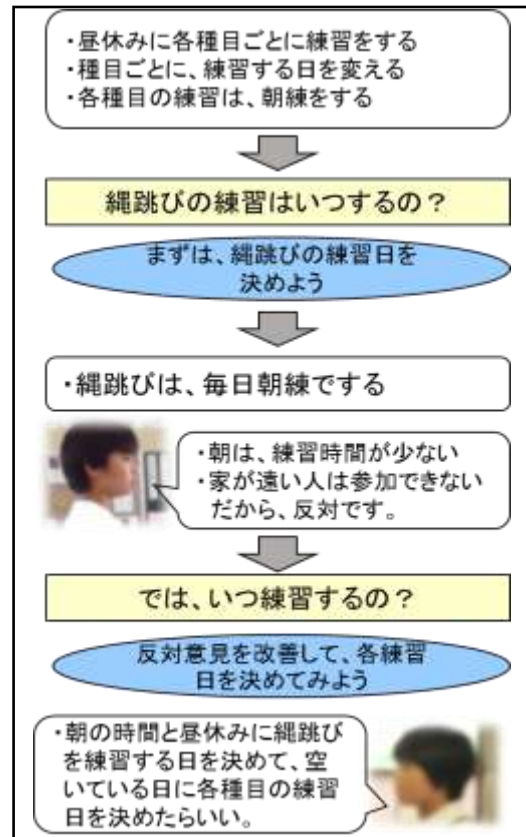 ・昼休みに各種目ごとに練習をする
・種目ごとに、練習する日を変える
・各種目の練習は、朝練をする
縄跳びの練習はいつするの？
まずは、縄跳びの練習日を
決めよう
・縄跳びは、毎日朝練でする
・朝は、練習時間が少ない
・家が遠い人は参加できない
だから、反対です。
では、いつ練習するの？
反対意見を改善して、各練習
日を決めてみよう
・朝の時間と昼休みに縄跳び
を練習する日を決めて、空
いている日に各種目の練習
日を決めたらいい。